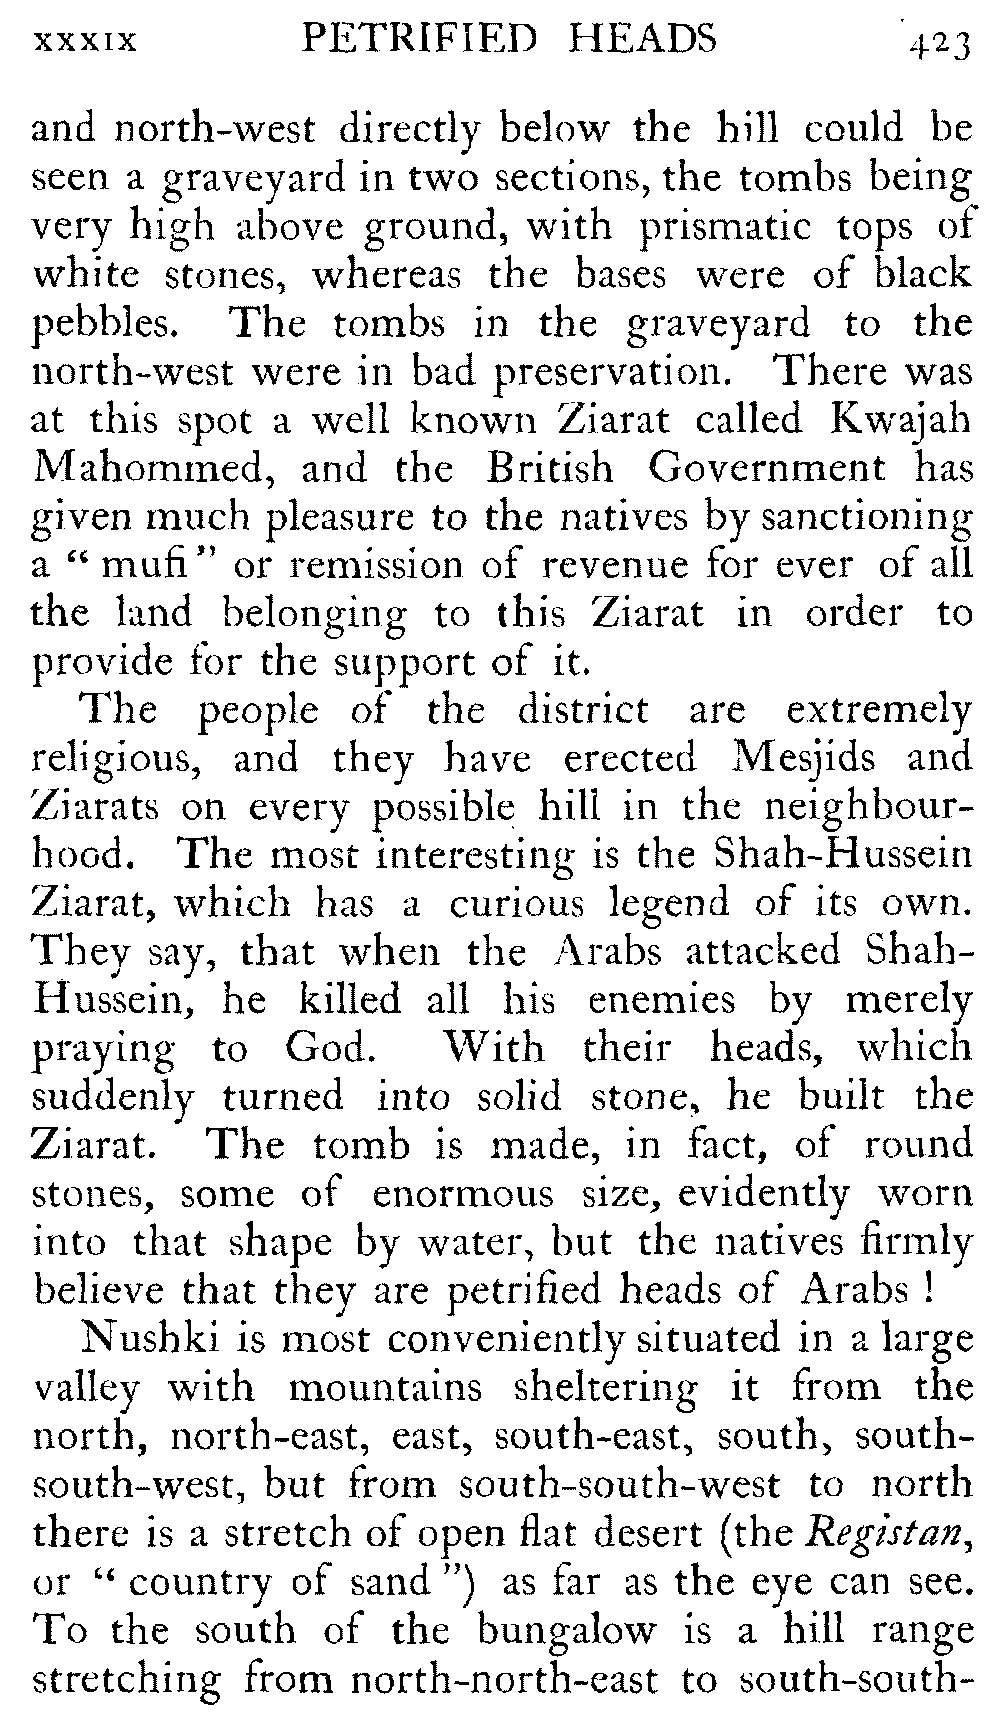 xxxix PETRIFIED HEADS 423
and north-west directly below the hill could be
seen a graveyard in two sections, the tombs being
very high above ground, with prismatic tops of
white stones, whereas the bases were of black
pebbles. The tombs in the graveyard to the
north-west were in bad preservation. There was
at this spot a well known Ziarat called Kwajah
Mahommed, and the British Government has
given much pleasure to the natives by sanctioning
a “ mufi ” or remission of revenue for ever of all
the land belonging to this Ziarat in order to
provide for the support of it.
The people of the district are extremely
religious, and they have erected Mesjids and
Ziarats on every possible hill in the neighbour-
hood. The most interesting is the Shah-Hussein
Ziarat, which has a curious legend of its own.
They say, that when the Arabs attacked Shah-
Hussein, he killed all his enemies by merely
praying to God. With their heads, which
suddenly turned into solid stone, he built the
Ziarat. The tomb is made, in fact, of round
stones, some of enormous size, evidently worn
into that shape by water, but the natives firmly
believe that they are petrified heads of Arabs !
Nushki is most conveniently situated in a large
valley with mountains sheltering it from the
north, north-east, east, south-east, south, south-
south-west, but from south-south-west to north
there is a stretch of open flat desert (the Registan,
or “ country of sand ”) as far as the eye can see.
To the south of the bungalow is a hill range
stretching from north-north-east to south-south-